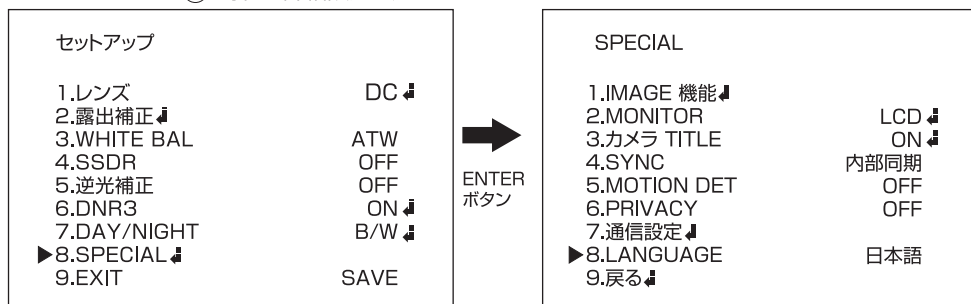 セットアップ
1.レンズ DC↲
2.露出補正↲
3.WHITE BAL ATW
4.SSDR OFF
5.逆光補正 OFF
6.DNR3 ON↲
7.DAY/NIGHT B/W↲
▶8.SPECIAL↲
9.EXIT SAVE
ENTER
ボタン
SPECIAL
1.IMAGE 機能↲
2.MONITOR LCD↲
3.カメラ TITLE ON↲
4.SYNC 内部同期
5.MOTION DET OFF
6.PRIVACY OFF
7.通信設定↲
▶8.LANGUAGE 日本語
9.戻る↲